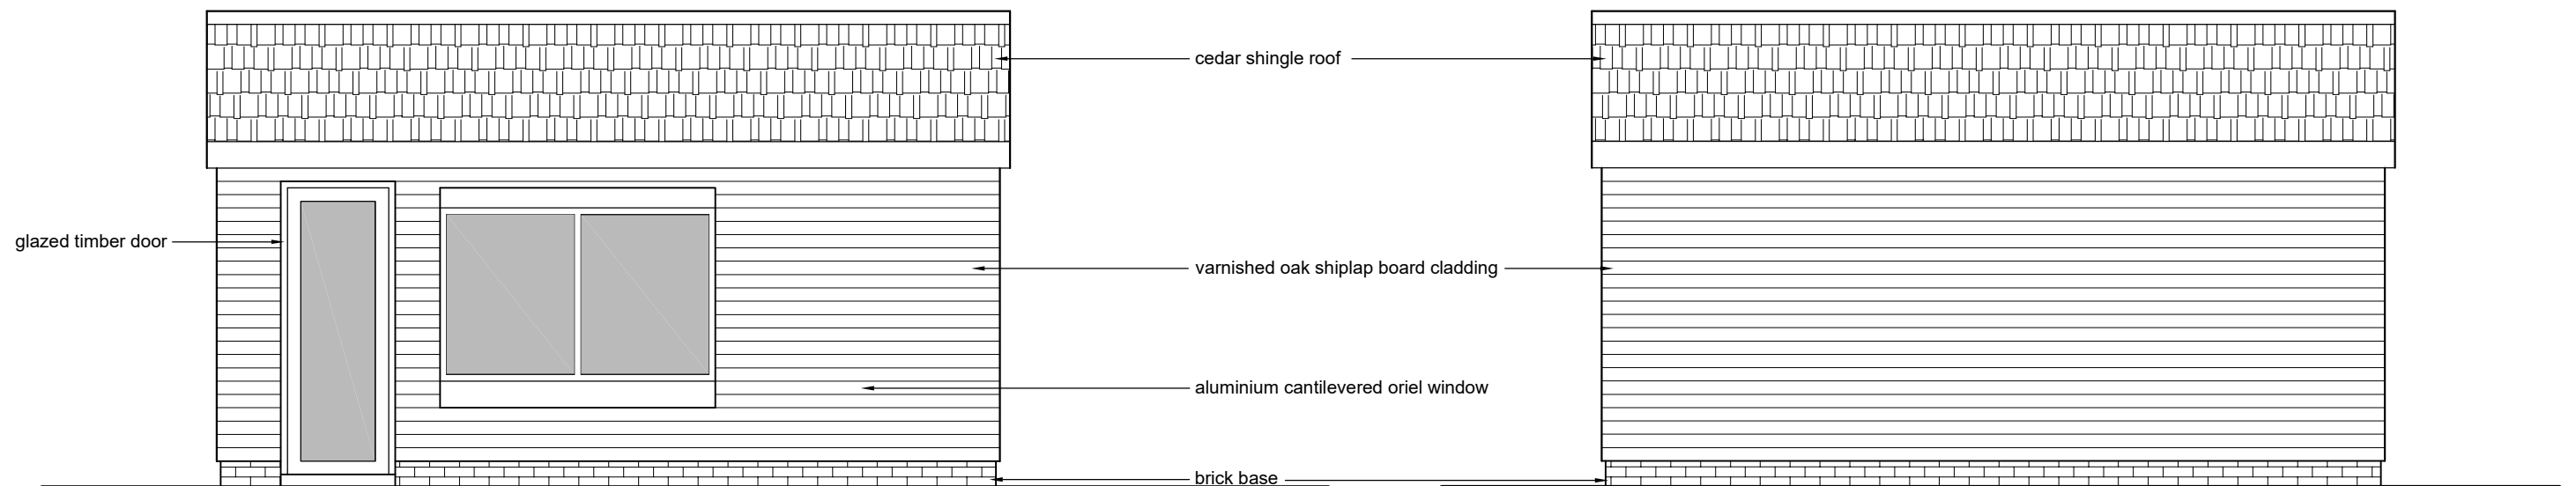 cedar shingle roof
glazed timber door
varnished oak shiplap board cladding
aluminium cantilevered oriel window
brick base